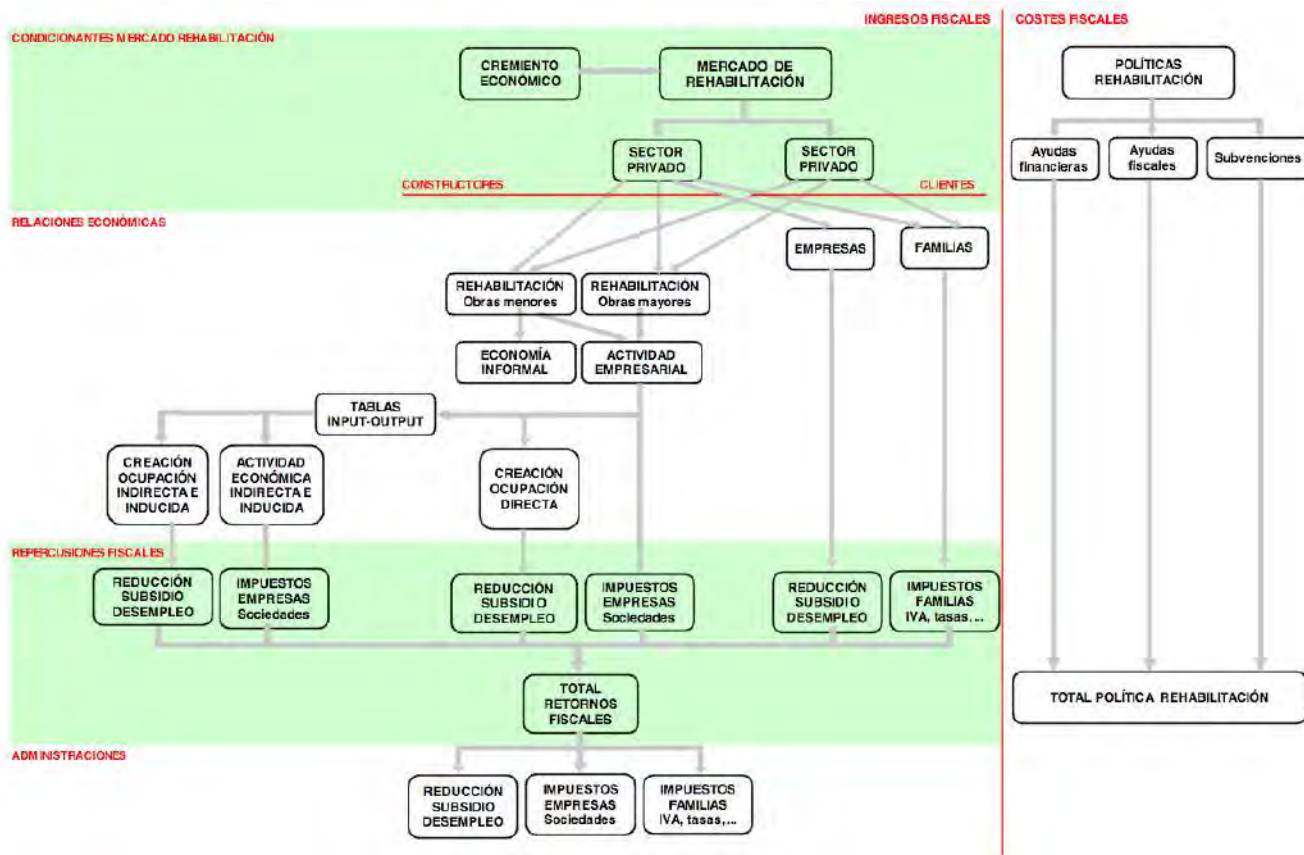 INGRESOS FISCALES
COSTES FISCALES
CONDICIONANTES MERCADO REHABILITACIÓN
CREMIENTO
ECONÓMICO
MERCADO DE
REHABILITACIÓN
POLÍTICAS
REHABILITACIÓN
SECTOR
PRIVADO
SECTOR
PRIVADO
Ayudas
financieras
Ayudas
fiscales
Subvenciones
CONSTRUCTORES
CLIENTES
RELACIONES ECONÓMICAS
EMPRESAS
FAMILIAS
REHABILITACIÓN
Obras menores
REHABILITACIÓN
Obras mayores
ECONOMÍA
INFORMAL
ACTIVIDAD
EMPRESARIAL
TABLAS
INPUT-OUTPUT
CREACIÓN
OCUPACIÓN
INDIRECTA E
INDUCIDA
ACTIVIDAD
ECONÓMICA
INDIRECTA E
INDUCIDA
CREACIÓN
OCUPACIÓN
DIRECTA
REPERCUSIONES FISCALES
REDUCCIÓN
SUBSIDIO
DESEMPLEO
IMPUESTOS
EMPRESAS
Sociedades
REDUCCIÓN
SUBSIDIO
DESEMPLEO
IMPUESTOS
EMPRESAS
Sociedades
REDUCCIÓN
SUBSIDIO
DESEMPLEO
IMPUESTOS
FAMILIAS
IVA, tasas,...
TOTAL
RETORNOS
FISCALES
TOTAL POLÍTICA REHABILITACIÓN
ADMINISTRACIONES
REDUCCIÓN
SUBSIDIO
DESEMPLEO
IMPUESTOS
EMPRESAS
Sociedades
IMPUESTOS
FAMILIAS
IVA, tasas,...